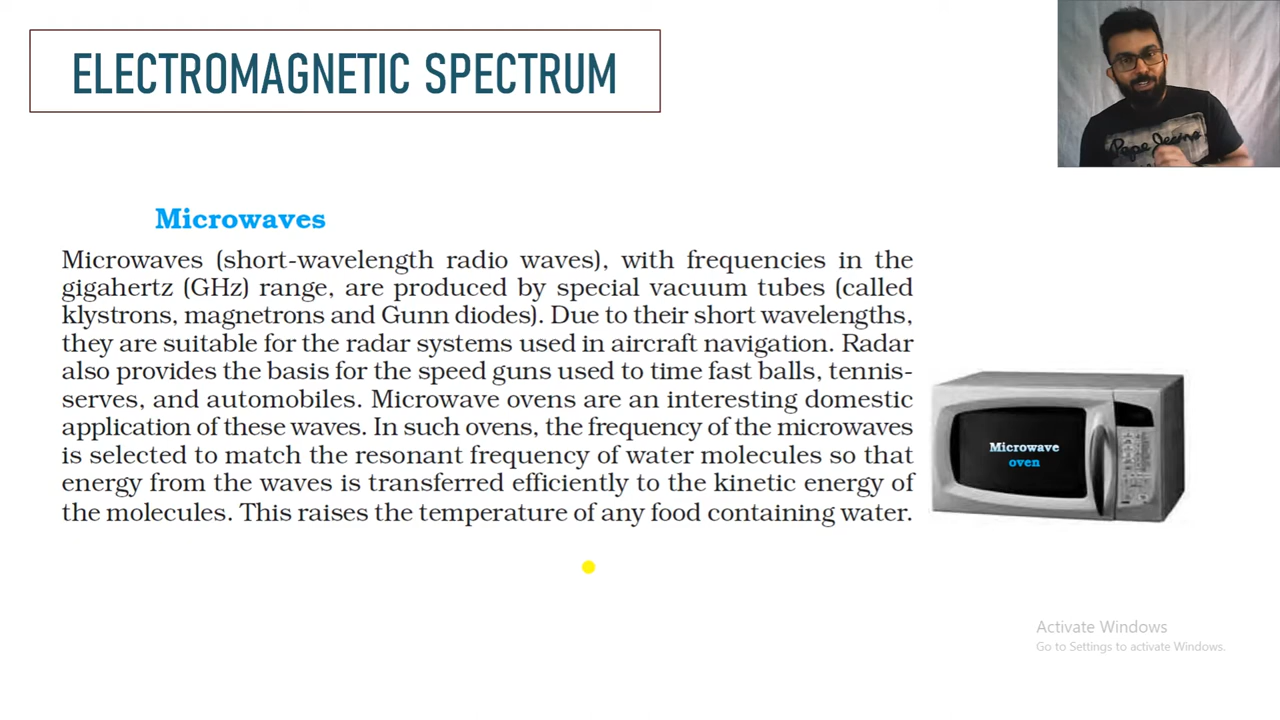 ELECTROMAGNETIC SPECTRUM
Pepe Jeans
Microwaves
Microwaves (short-wavelength radio waves), with frequencies in the
gigahertz (GHz) range, are produced by special vacuum tubes (called
klystrons, magnetrons and Gunn diodes). Due to their short wavelengths,
they are suitable for the radar systems used in aircraft navigation. Radar
also provides the basis for the speed guns used to time fast balls, tennis-
serves, and automobiles. Microwave ovens are an interesting domestic
application of these waves. In such ovens, the frequency of the microwaves
is selected to match the resonant frequency of water molecules so that
energy from the waves is transferred efficiently to the kinetic energy of
the molecules. This raises the temperature of any food containing water.
Microwave
oven
Activate Windows
Go to Settings to activate Windows.